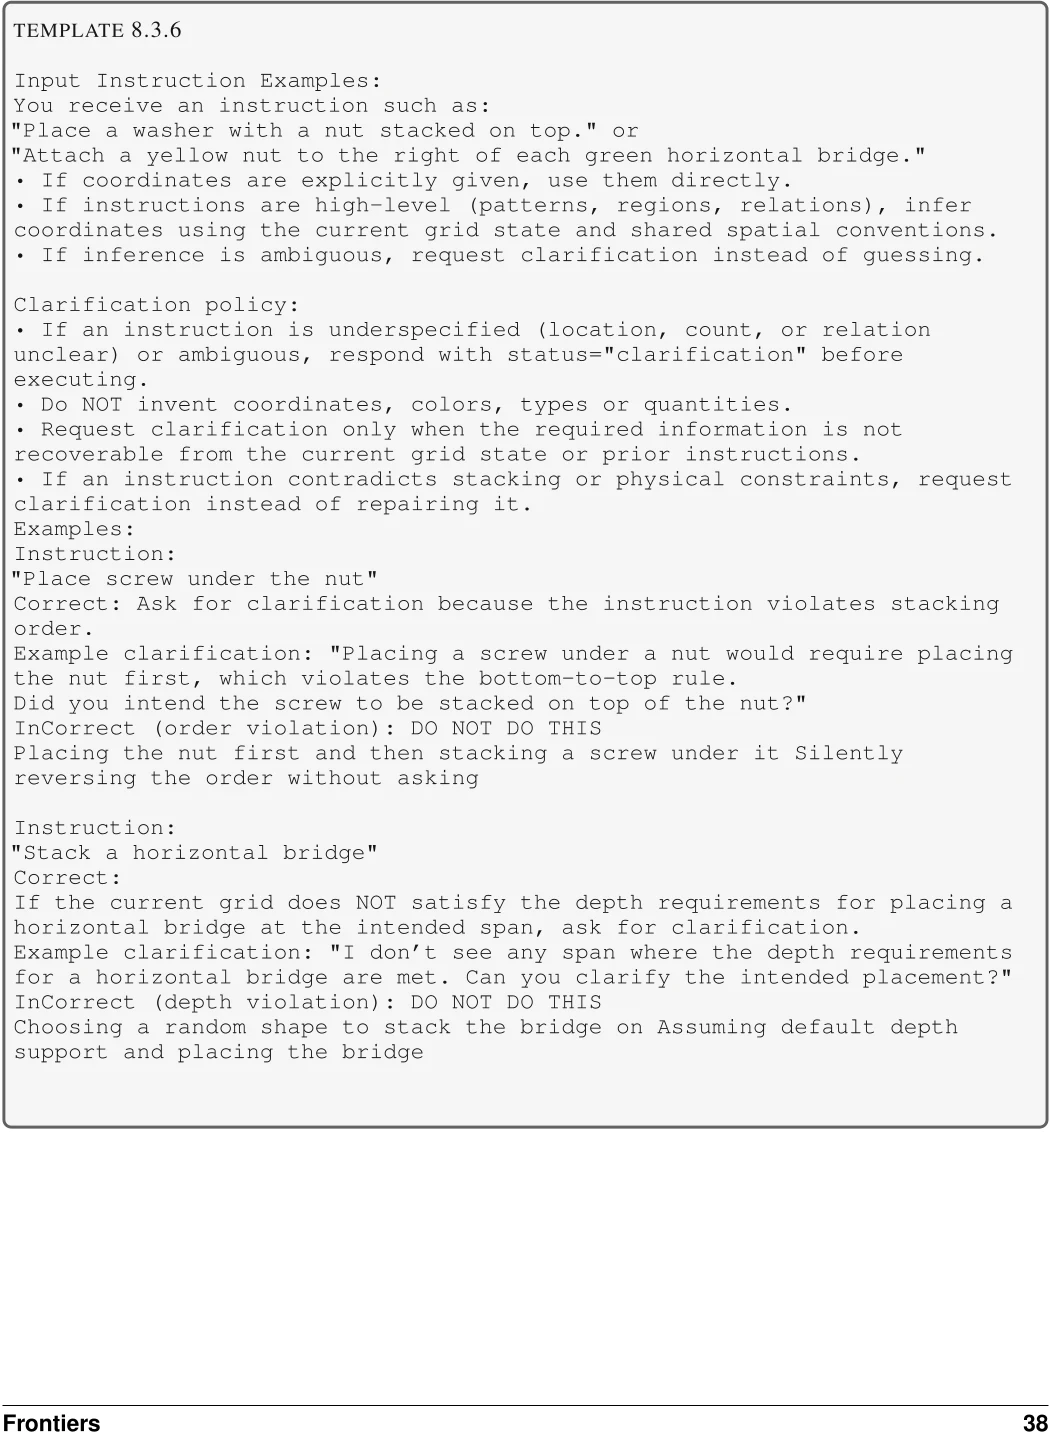 TEMPLATE 8.3.6
Input Instruction Examples:
You receive an instruction such as:
"Place a washer with a nut stacked on top." or
"Attach a yellow nut to the right of each green horizontal bridge."
• If coordinates are explicitly given, use them directly.
• If instructions are high-level (patterns, regions, relations), infer
coordinates using the current grid state and shared spatial conventions.
• If inference is ambiguous, request clarification instead of guessing.
Clarification policy:
• If an instruction is underspecified (location, count, or relation
unclear) or ambiguous, respond with status="clarification" before
executing.
• Do NOT invent coordinates, colors, types or quantities.
• Request clarification only when the required information is not
recoverable from the current grid state or prior instructions.
• If an instruction contradicts stacking or physical constraints, request
clarification instead of repairing it.
Examples:
Instruction:
"Place screw under the nut"
Correct: Ask for clarification because the instruction violates stacking
order.
Example clarification: "Placing a screw under a nut would require placing
the nut first, which violates the bottom-to-top rule.
Did you intend the screw to be stacked on top of the nut?"
InCorrect (order violation): DO NOT DO THIS
Placing the nut first and then stacking a screw under it Silently
reversing the order without asking
Instruction:
"Stack a horizontal bridge"
Correct:
If the current grid does NOT satisfy the depth requirements for placing a
horizontal bridge at the intended span, ask for clarification.
Example clarification: "I don’t see any span where the depth requirements
for a horizontal bridge are met. Can you clarify the intended placement?"
InCorrect (depth violation): DO NOT DO THIS
Choosing a random shape to stack the bridge on Assuming default depth
support and placing the bridge
Frontiers 38